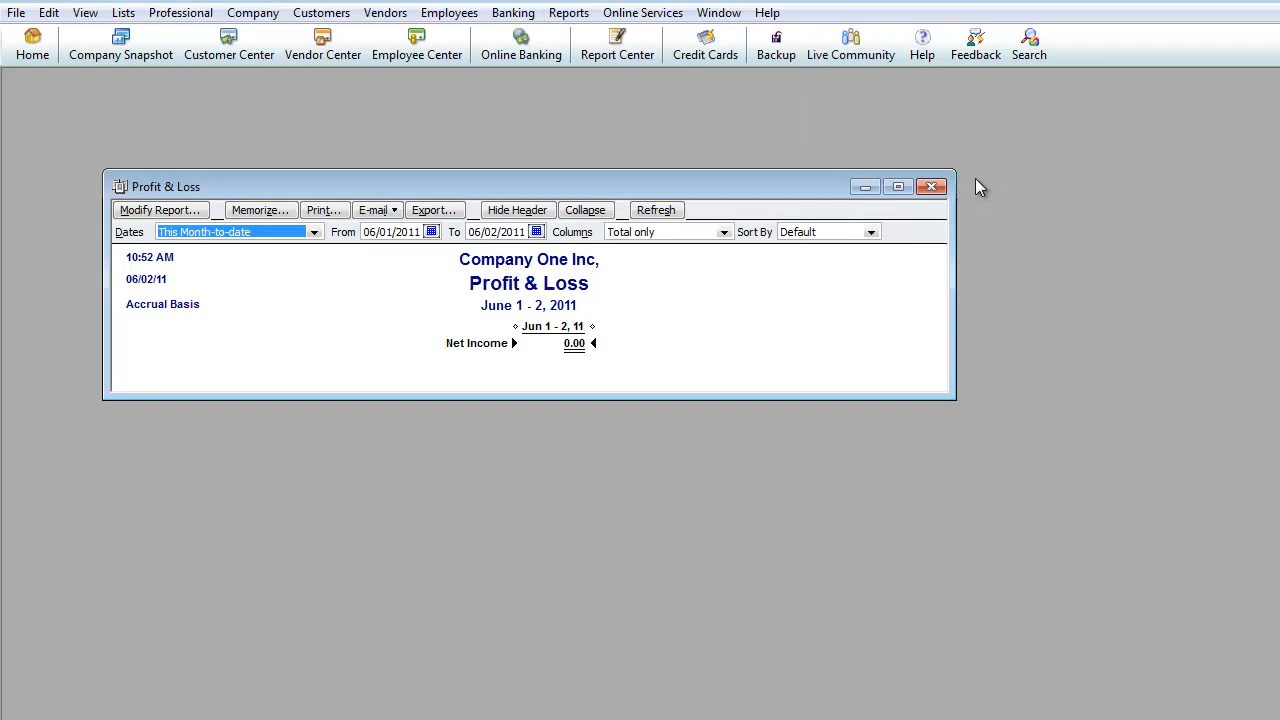 File Edit View Lists Professional Company Customers Vendors Employees Banking Reports Online Services Window Help
Home Company Snapshot Customer Center Vendor Center Employee Center Online Banking Report Center Credit Cards Backup Live Community Help Feedback Search
Profit & Loss
Modify Report... Memorize... Print... E-mail Export... Hide Header Collapse Refresh
Dates This Month-to-date From 06/01/2011 To 06/02/2011 Columns Total only Sort By Default
10:52 AM Company One Inc,
06/02/11 Profit & Loss
Accrual Basis June 1 - 2, 2011
Jun 1 - 2, 11
Net Income 0.00